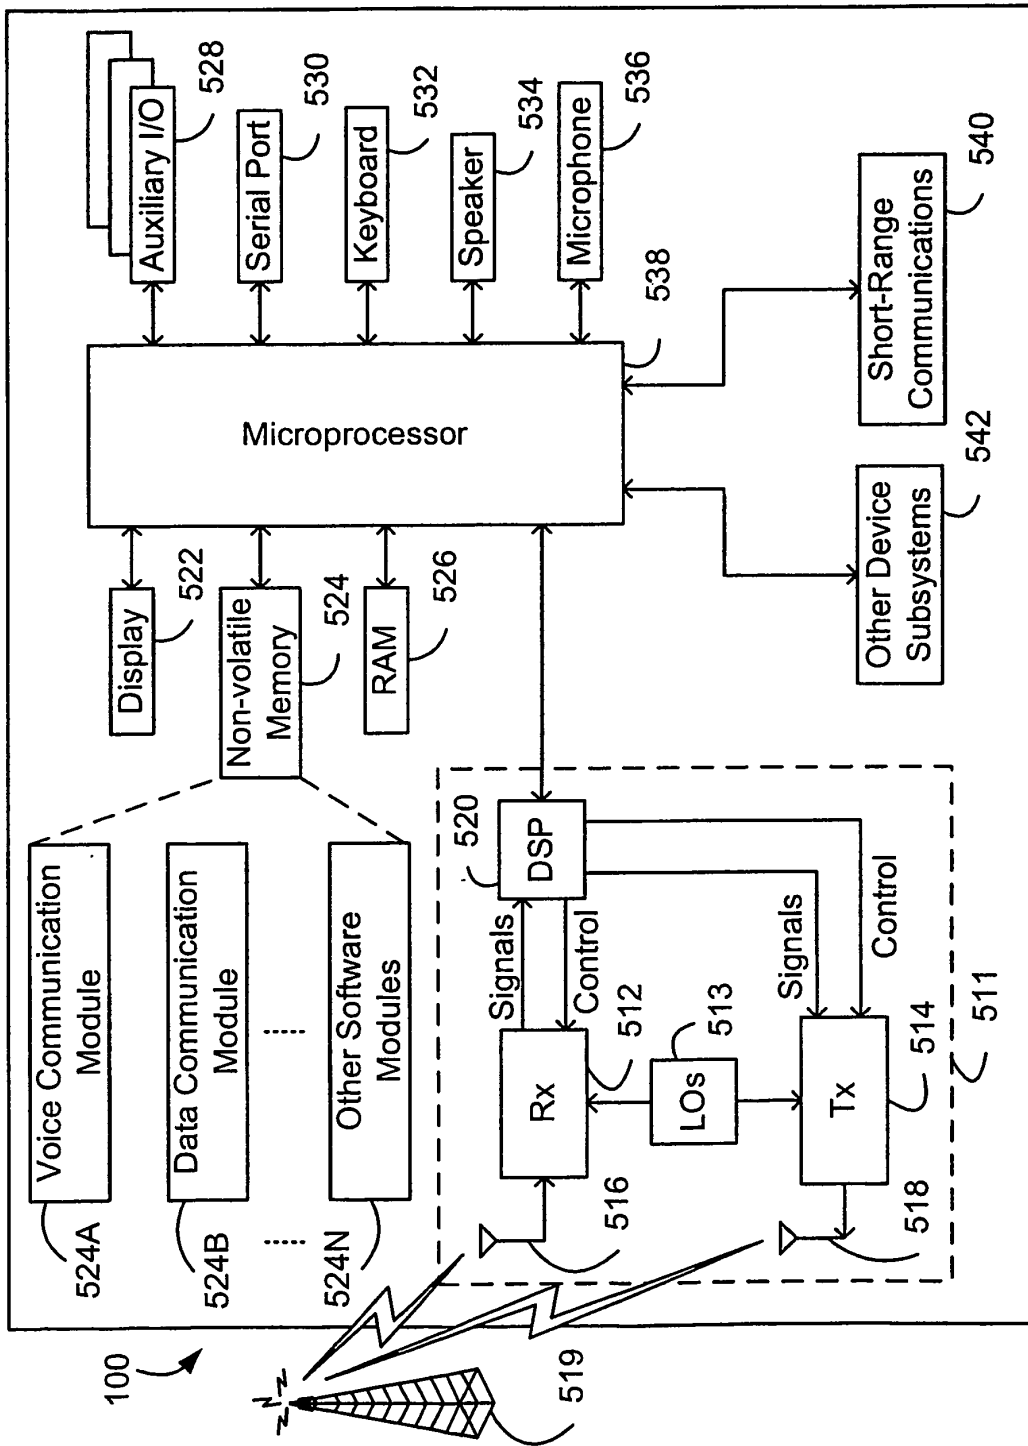 100
519
Voice Communication
Module
524A
Data Communication
Module
524B
Other Software
Modules
524N
Display
522
Non-volatile
Memory
524
RAM
526
Microprocessor
538
Auxiliary I/O
528
Serial Port
530
Keyboard
532
Speaker
534
Microphone
536
Short-Range
Communications
540
Other Device
Subsystems
542
DSP
520
Signals
Control
Rx
512
LOs
513
Tx
514
Signals
Control
516
518
511